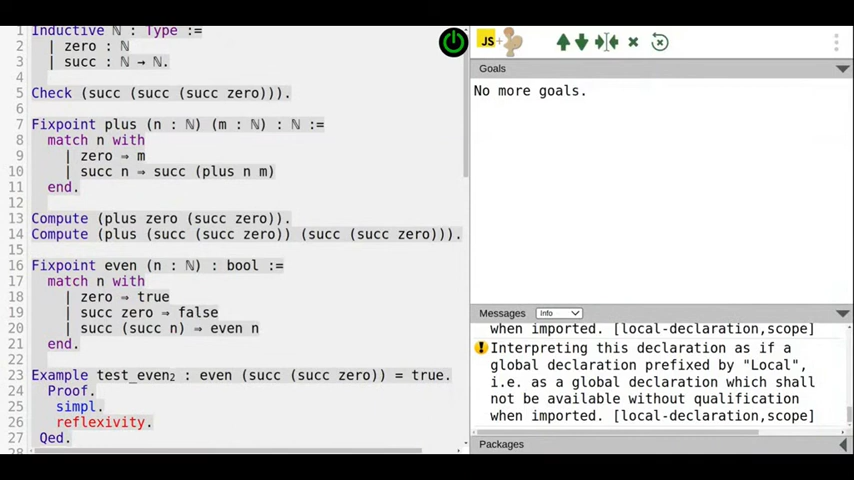 1 Inductive ℕ : Type :=
2 | zero : ℕ
3 | succ : ℕ → ℕ.
4
5 Check (succ (succ (succ zero))).
6
7 Fixpoint plus (n : ℕ) (m : ℕ) : ℕ :=
8 match n with
9 | zero ⇒ m
10 | succ n ⇒ succ (plus n m)
11 end.
12
13 Compute (plus zero (succ zero)).
14 Compute (plus (succ (succ zero)) (succ (succ zero))).
15
16 Fixpoint even (n : ℕ) : bool :=
17 match n with
18 | zero ⇒ true
19 | succ zero ⇒ false
20 | succ (succ n) ⇒ even n
21 end.
22
23 Example test_even₂ : even (succ (succ zero)) = true.
24 Proof.
25 simpl.
26 reflexivity.
27 Qed.
28
JS+
Goals
No more goals.
Messages Info
when imported. [local-declaration,scope]
Interpreting this declaration as if a
global declaration prefixed by "Local",
i.e. as a global declaration which shall
not be available without qualification
when imported. [local-declaration,scope]
Packages